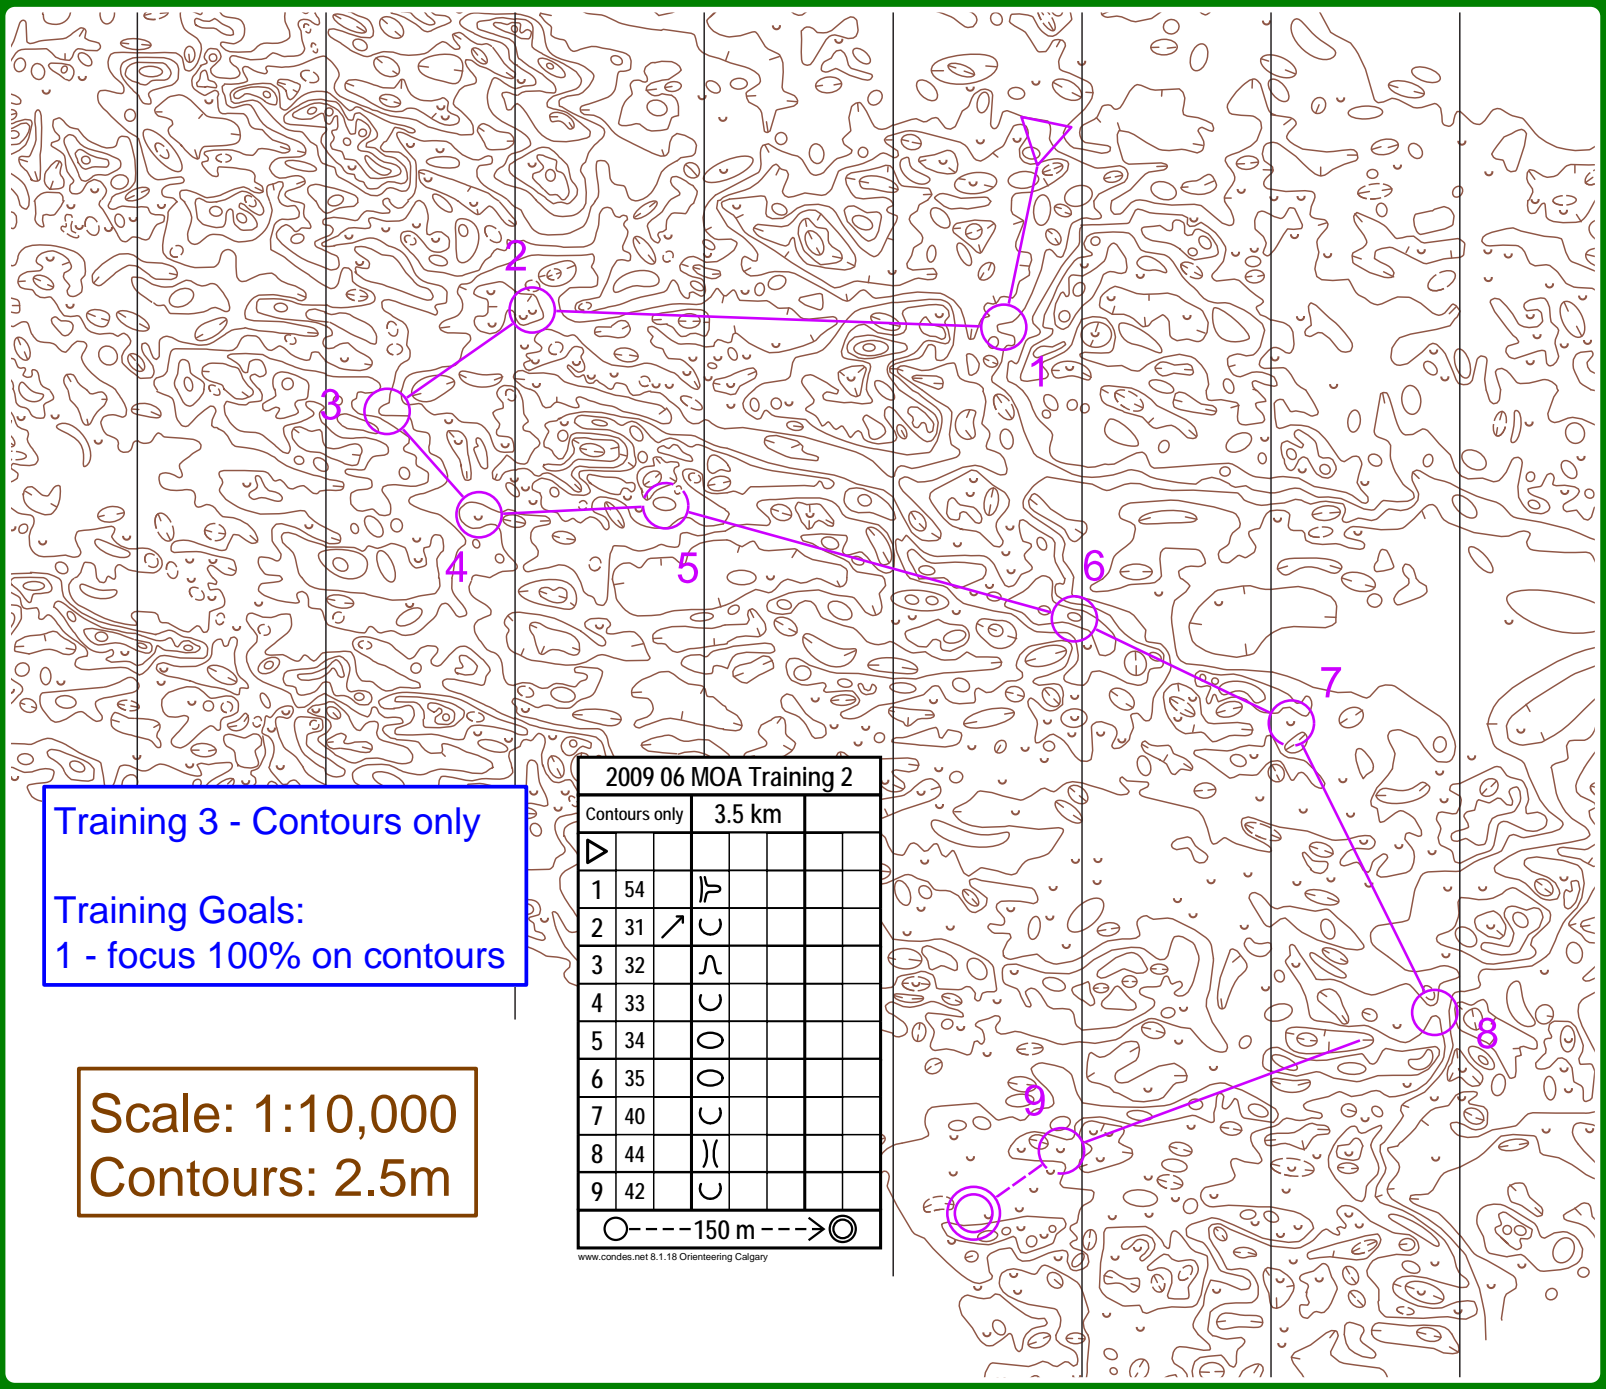 2
1
3
4
5
6
7
8
9
Training 3 - Contours only
Training Goals:
1 - focus 100% on contours
Scale: 1:10,000
Contours: 2.5m
2009 06 MOA Training 2
Contours only 3.5 km
1 54
2 31
3 32
4 33
5 34
6 35
7 40
8 44
9 42
150 m
www.condes.net 8.1.18 Orienteering Calgary